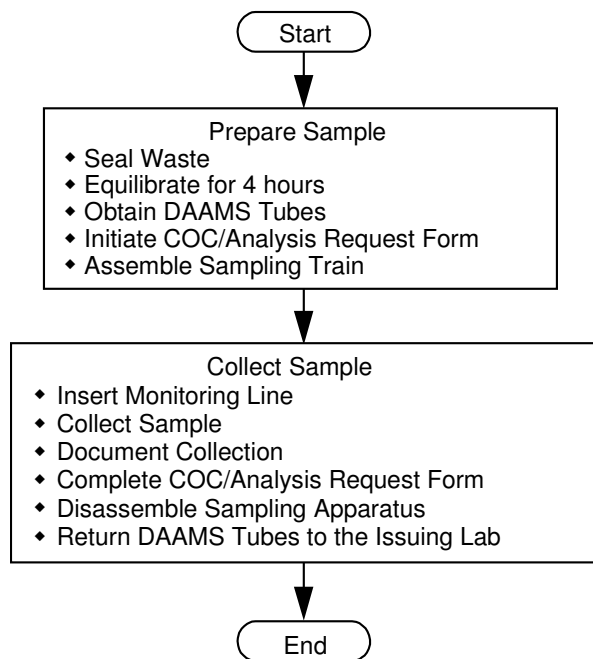 Start
Prepare Sample
◆ Seal Waste
◆ Equilibrate for 4 hours
◆ Obtain DAAMS Tubes
◆ Initiate COC/Analysis Request Form
◆ Assemble Sampling Train
Collect Sample
◆ Insert Monitoring Line
◆ Collect Sample
◆ Document Collection
◆ Complete COC/Analysis Request Form
◆ Disassemble Sampling Apparatus
◆ Return DAAMS Tubes to the Issuing Lab
End